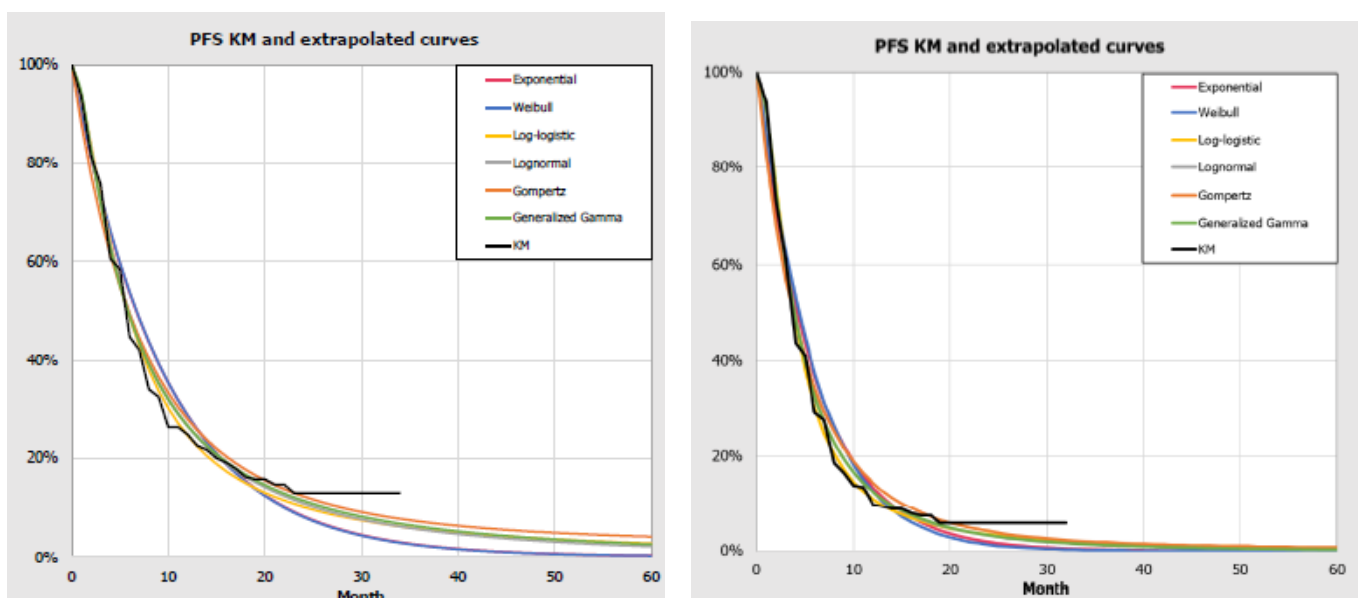 PFS KM and extrapolated curves
100%
80%
60%
40%
20%
0%
Exponential
Weibull
Log-logistic
Lognormal
Gompertz
Generalized Gamma
KM
0 10 20 30 40 50 60
Month
PFS KM and extrapolated curves
100%
80%
60%
40%
20%
0%
Exponential
Weibull
Log-logistic
Lognormal
Gompertz
Generalized Gamma
KM
0 10 20 30 40 50 60
Month